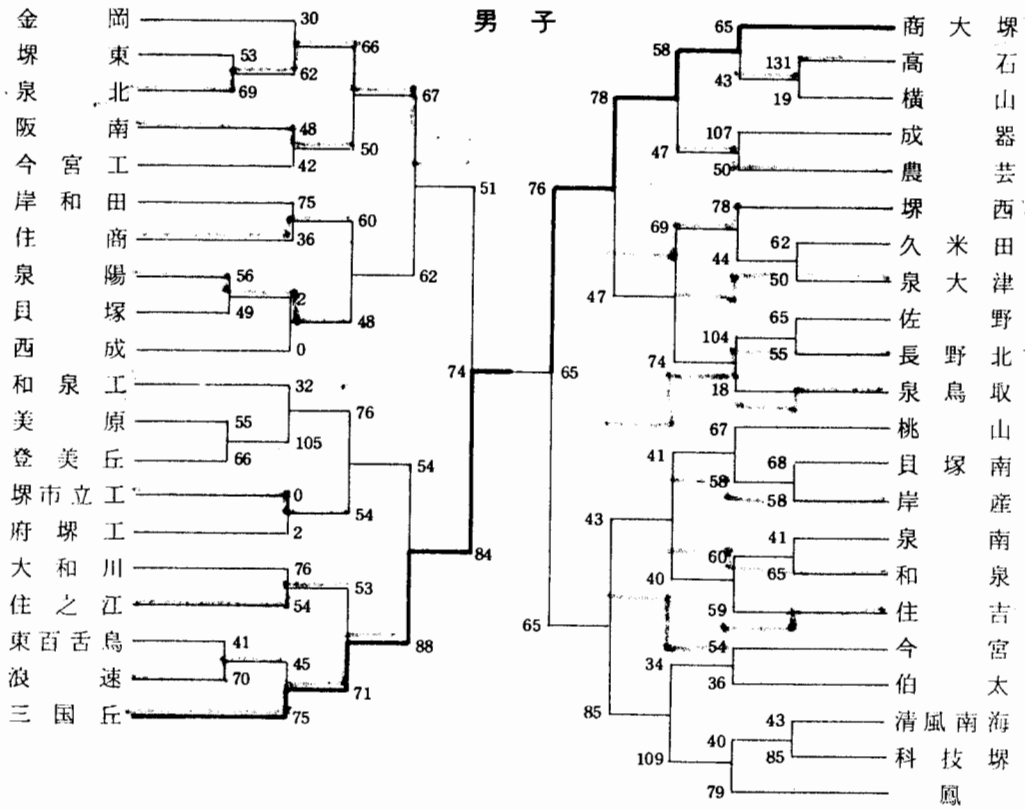 男子
金岡
30
66
堺東
53
62
泉北
69
67
阪南
48
50
今宮工
42
51
岸和田
75
60
住商
36
62
泉陽
56
2
貝塚
49
48
西成
0
74
和泉工
32
76
美原
55
105
登美丘
66
54
堺市立工
0
54
府堺工
2
84
大和川
76
53
住之江
54
88
東百舌鳥
41
45
浪速
70
71
三国丘
75
65 商大堺
58
131 高石
43
19 横山
78
107 成器
47
50 農芸
76
78 堺西
69
62 久米田
44
50 泉大津
47
65 佐野
104
55 長野北
74
18 泉鳥取
65
67 桃山
41
68 貝塚南
58
58 岸産
43
41 泉南
60
65 和泉
40
59 住吉
65
54 今宮
34
36 伯太
85
43 清風南海
40
85 科技堺
109
79 鳳